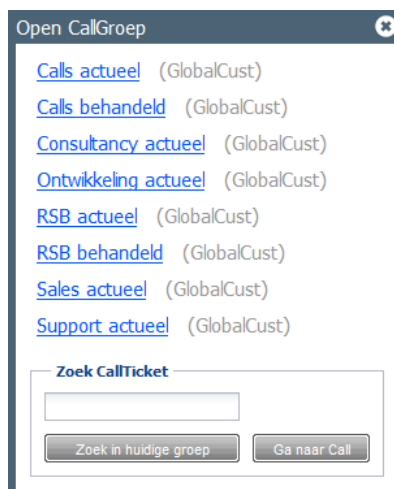 Open CallGroep
Calls actueel (GlobalCust)
Calls behandeld (GlobalCust)
Consultancy actueel (GlobalCust)
Ontwikkeling actueel (GlobalCust)
RSB actueel (GlobalCust)
RSB behandeld (GlobalCust)
Sales actueel (GlobalCust)
Support actueel (GlobalCust)
Zoek CallTicket
Zoek in huidige groep Ga naar Call